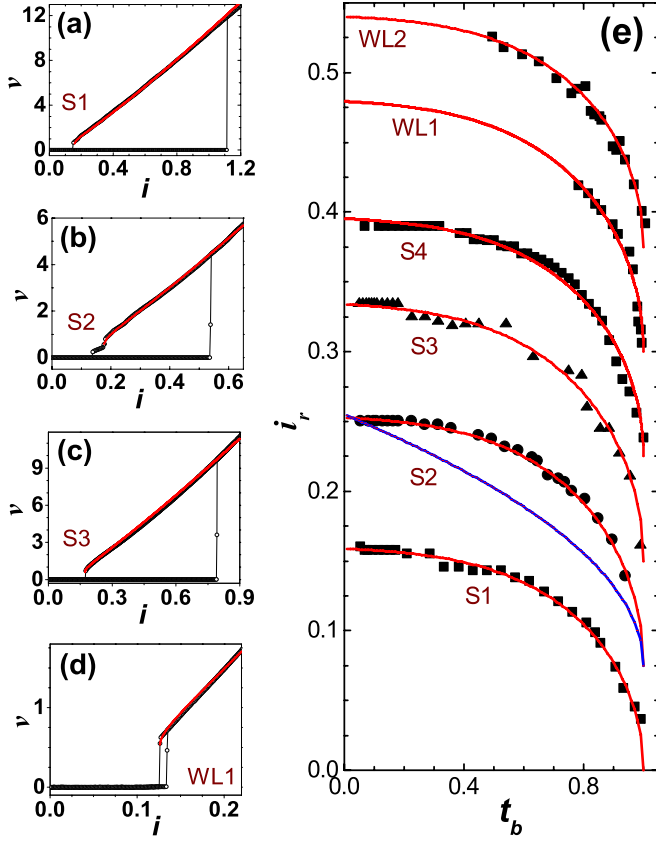 (a)
S1
v
12
8
4
0
0.0 0.4 0.8 1.2
i
(b)
S2
v
6
4
2
0
0.0 0.2 0.4 0.6
i
(c)
S3
v
9
6
3
0
0.0 0.3 0.6 0.9
i
(d)
WL1
v
1
0
0.0 0.1 0.2
i
(e)
WL2
WL1
S4
S3
S2
S1
i_r
0.5
0.4
0.3
0.2
0.1
0.0
0.0 0.4 0.8
t_b